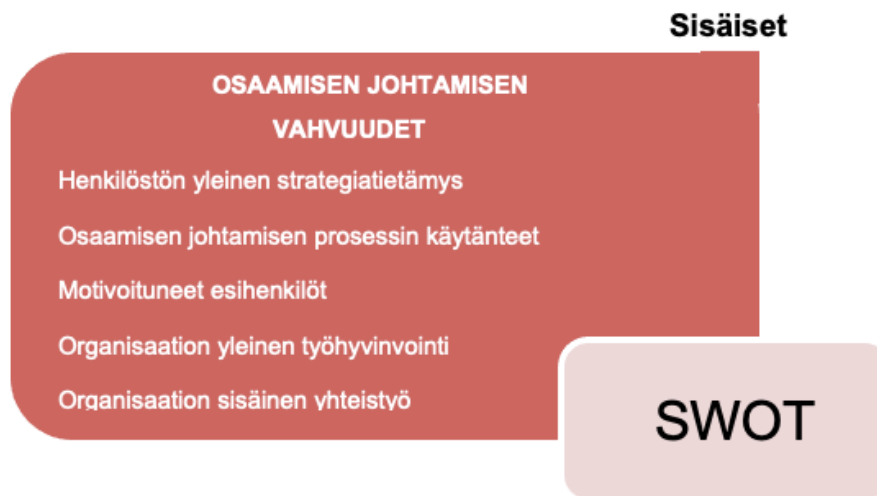 Sisäiset
OSAAMISEN JOHTAMISEN
VAHVUUDET
Henkilöstön yleinen strategiatietämys
Osaamisen johtamisen prosessin käytänteet
Motivoituneet esihenkilöt
Organisaation yleinen työhyvinvointi
Organisaation sisäinen yhteistyö
SWOT